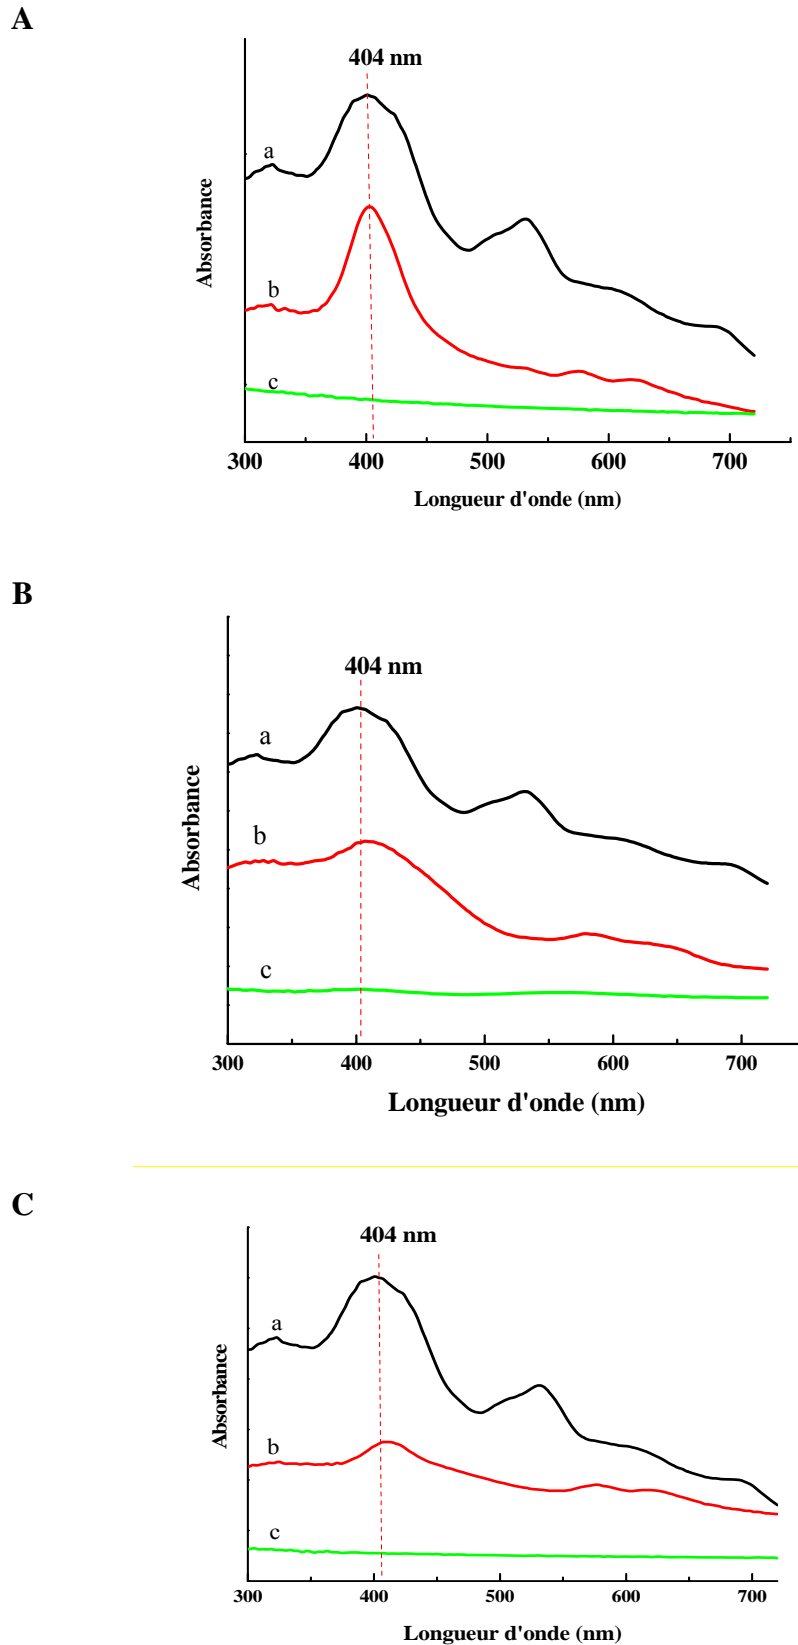 A
404 nm
a
b
c
Absorbance
300 400 500 600 700
Longueur d'onde (nm)
B
404 nm
a
b
c
Absorbance
300 400 500 600 700
Longueur d'onde (nm)
C
404 nm
a
b
c
Absorbance
300 400 500 600 700
Longueur d'onde (nm)